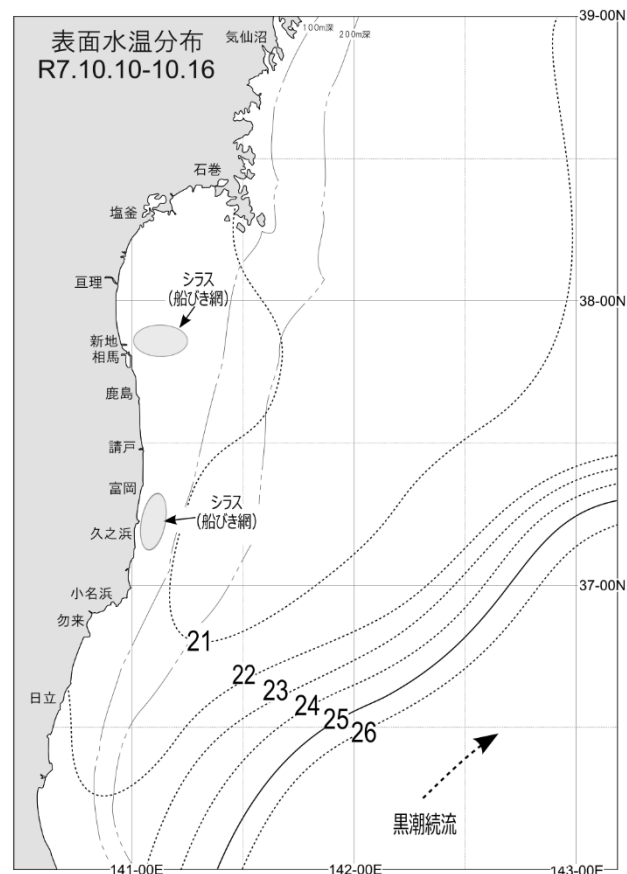 表面水温分布
R7.10.10-10.16
気仙沼
100m深
200m深
39-00N
石巻
塩釜
亘理
シラス
(船びき網)
38-00N
新地
相馬
鹿島
請戸
富岡
シラス
(船びき網)
久之浜
小名浜
37-00N
勿来
21
22
23
24
25
26
日立
黒潮続流
141-00E
142-00E
143-00E